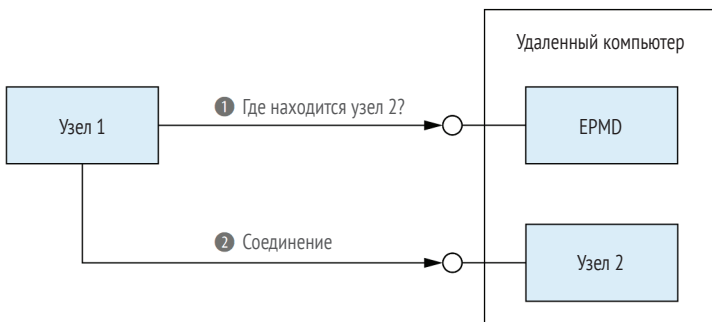 Удаленный компьютер
Узел 1
❶ Где находится узел 2?
EPMD
❷ Соединение
Узел 2